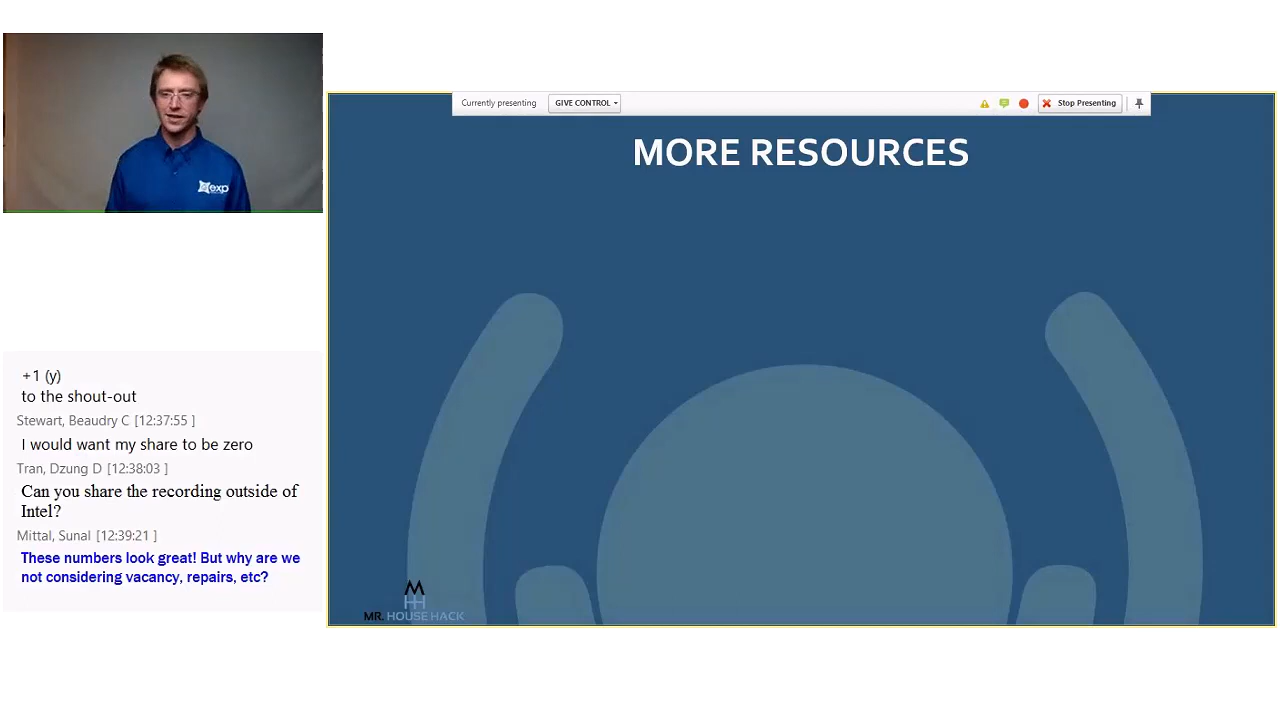 exp
Currently presenting
GIVE CONTROL
Stop Presenting
MORE RESOURCES
+1 (y)
to the shout-out
Stewart, Beaudry C [12:37:55 ]
I would want my share to be zero
Tran, Dzung D [12:38:03 ]
Can you share the recording outside of
Intel?
Mittal, Sunal [12:39:21 ]
These numbers look great! But why are we
not considering vacancy, repairs, etc?
MR. HOUSE HACK